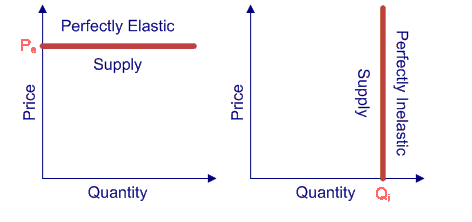 Perfectly Elastic
Pe
Supply
Price
Quantity
Price
Supply
Perfectly Inelastic
Quantity
Qi